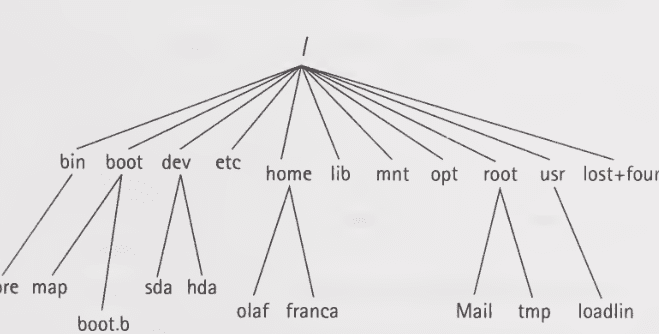 /
bin boot dev etc home lib mnt opt root usr lost+foun
ore map sda hda olaf franca Mail tmp loadlin
boot.b